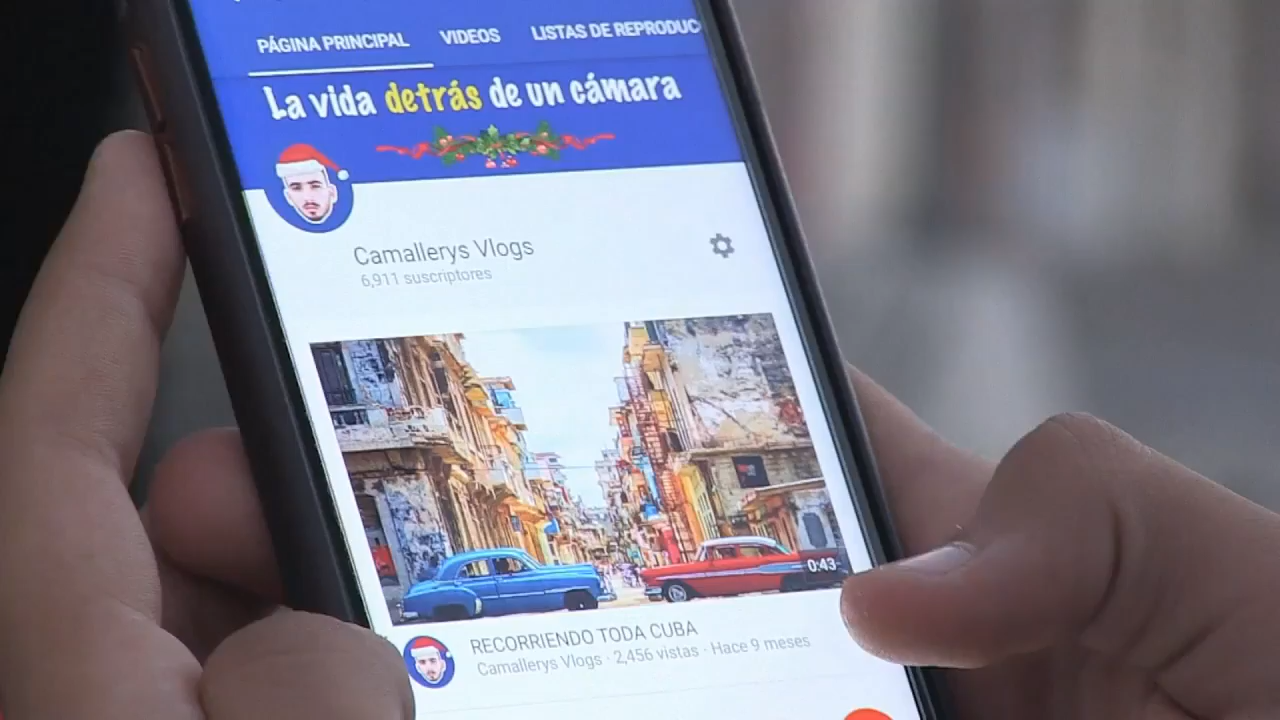 PÁGINA PRINCIPAL VIDEOS LISTAS DE REPRODUC
La vida detrás de un cámara
Camallerys Vlogs
6,911 suscriptores
0:43
RECORRIENDO TODA CUBA
Camallerys Vlogs · 2,456 vistas · Hace 9 meses